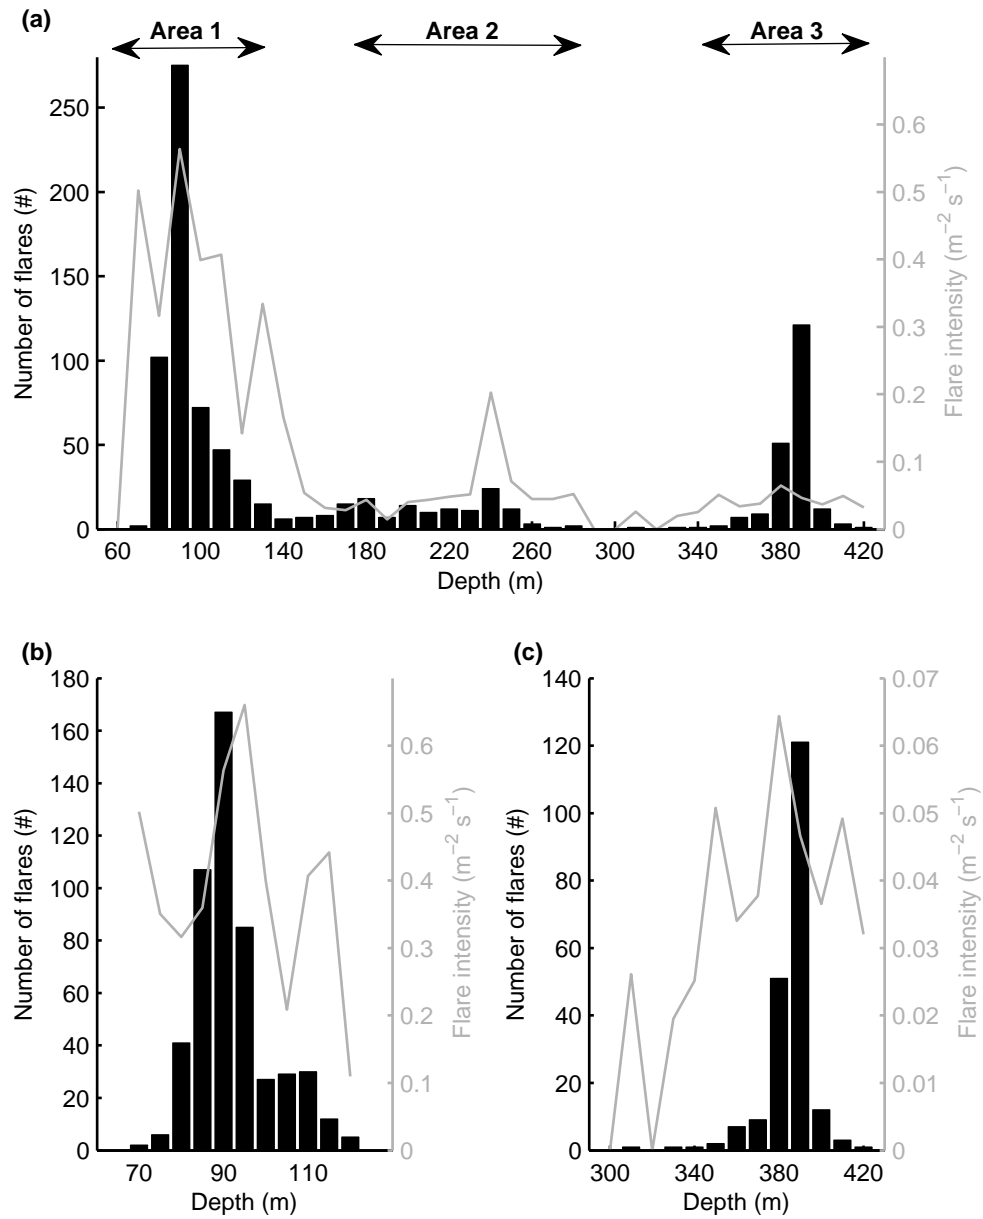 (a)
Area 1 Area 2 Area 3
Number of flares (#)
250
200
150
100
50
0
Flare intensity (m⁻² s⁻¹)
0.6
0.5
0.4
0.3
0.2
0.1
0
60 100 140 180 220 260 300 340 380 420
Depth (m)
(b)
Number of flares (#)
180
160
140
120
100
80
60
40
20
0
Flare intensity (m⁻² s⁻¹)
0.6
0.5
0.4
0.3
0.2
0.1
0
70 90 110
Depth (m)
(c)
Number of flares (#)
140
120
100
80
60
40
20
0
Flare intensity (m⁻² s⁻¹)
0.07
0.06
0.05
0.04
0.03
0.02
0.01
0
300 340 380 420
Depth (m)